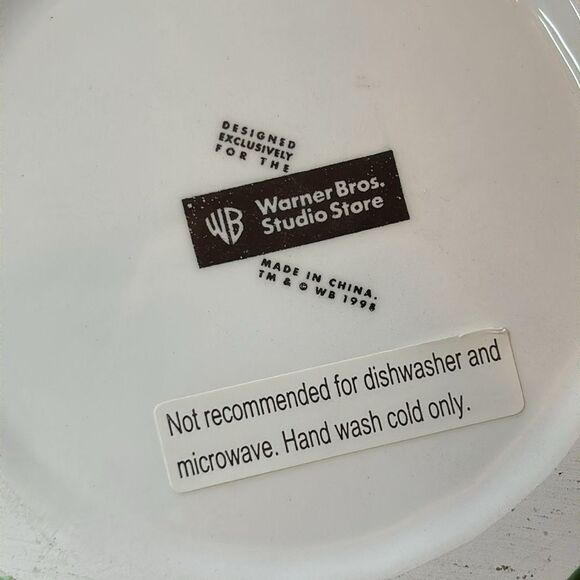 DESIGNED
EXCLUSIVELY
FOR THE
WB
Warner Bros.
Studio Store
MADE IN CHINA.
TM & © WB 1998
Not recommended for dishwasher and
microwave. Hand wash cold only.